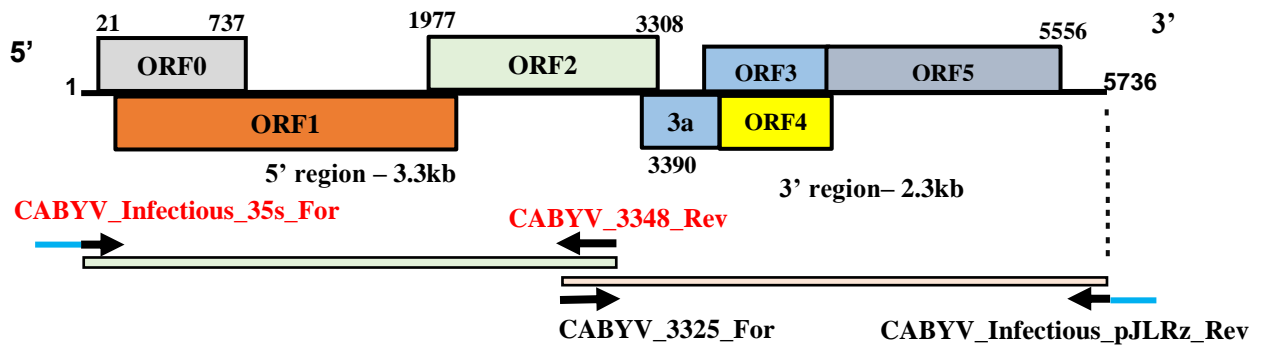 21 737 1977 3308 5556 3’
5’ ORF0 ORF2 ORF3 ORF5
1 5736
ORF1 3a ORF4
3390
5’ region – 3.3kb 3’ region– 2.3kb
CABYV_Infectious_35s_For CABYV_3348_Rev
CABYV_3325_For CABYV_Infectious_pJLRz_Rev